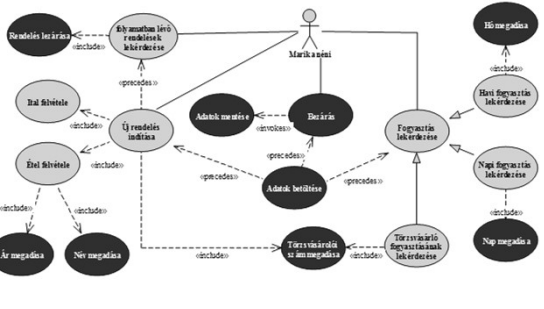 Rendelés lezárása
«include»
folyamatban lévő
rendelések
lekérdezése
Marika néni
Hó megadása
«include»
«precedes»
Ital felvétele
«include»
Adatok mentése
«invokes»
Bezárás
Havi fogyasztás
lekérdezése
Új rendelés
indítása
Fogyasztás
lekérdezése
«include»
Étel felvétele
«precedes»
«precedes»
Adatok betöltése
«precedes»
Napi fogyasztás
lekérdezése
«include»
«include»
«include»
Ár megadása
Név megadása
«include»
Törzsvásárolói
szám megadása
«include»
Törzsvásárló
fogyasztásának
lekérdezése
Nap megadása